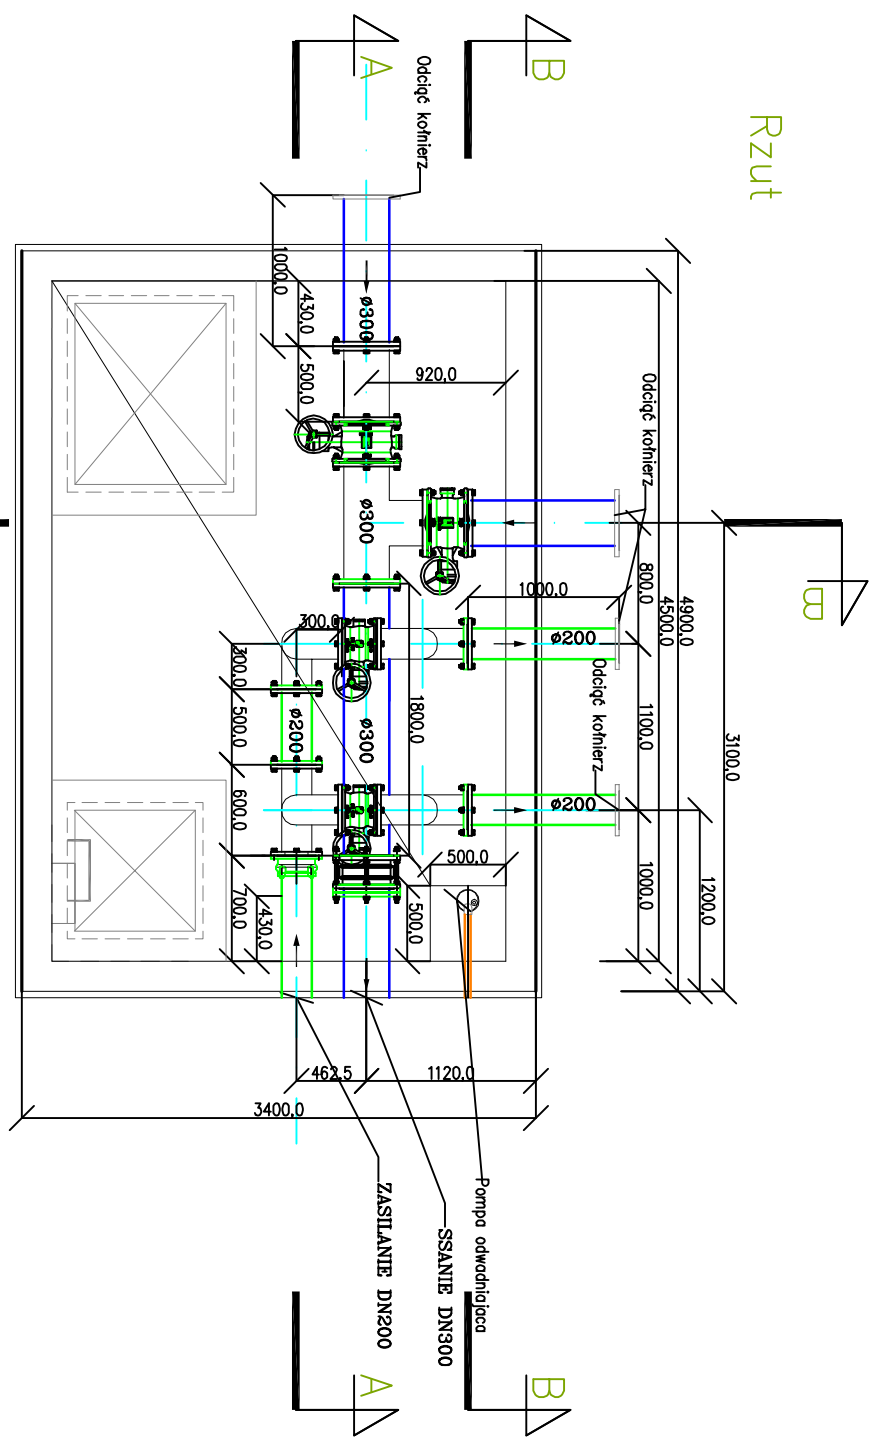 Rzut
A
B
Odciąć kołnierz
1000,0
430,0
500,0
ø300
920,0
Odciąć kołnierz
ø300
B
300,0
1000,0
ø200
800,0
4900,0
4500,0
Odciąć kołnierz
300,0
500,0
ø200
ø300
1800,0
1100,0
3100,0
600,0
ø200
500,0
700,0
430,0
500,0
1000,0
1200,0
462,5
1120,0
3400,0
Pompa odwadniajaca
SSANIE DN300
ZASILANIE DN200
A
B